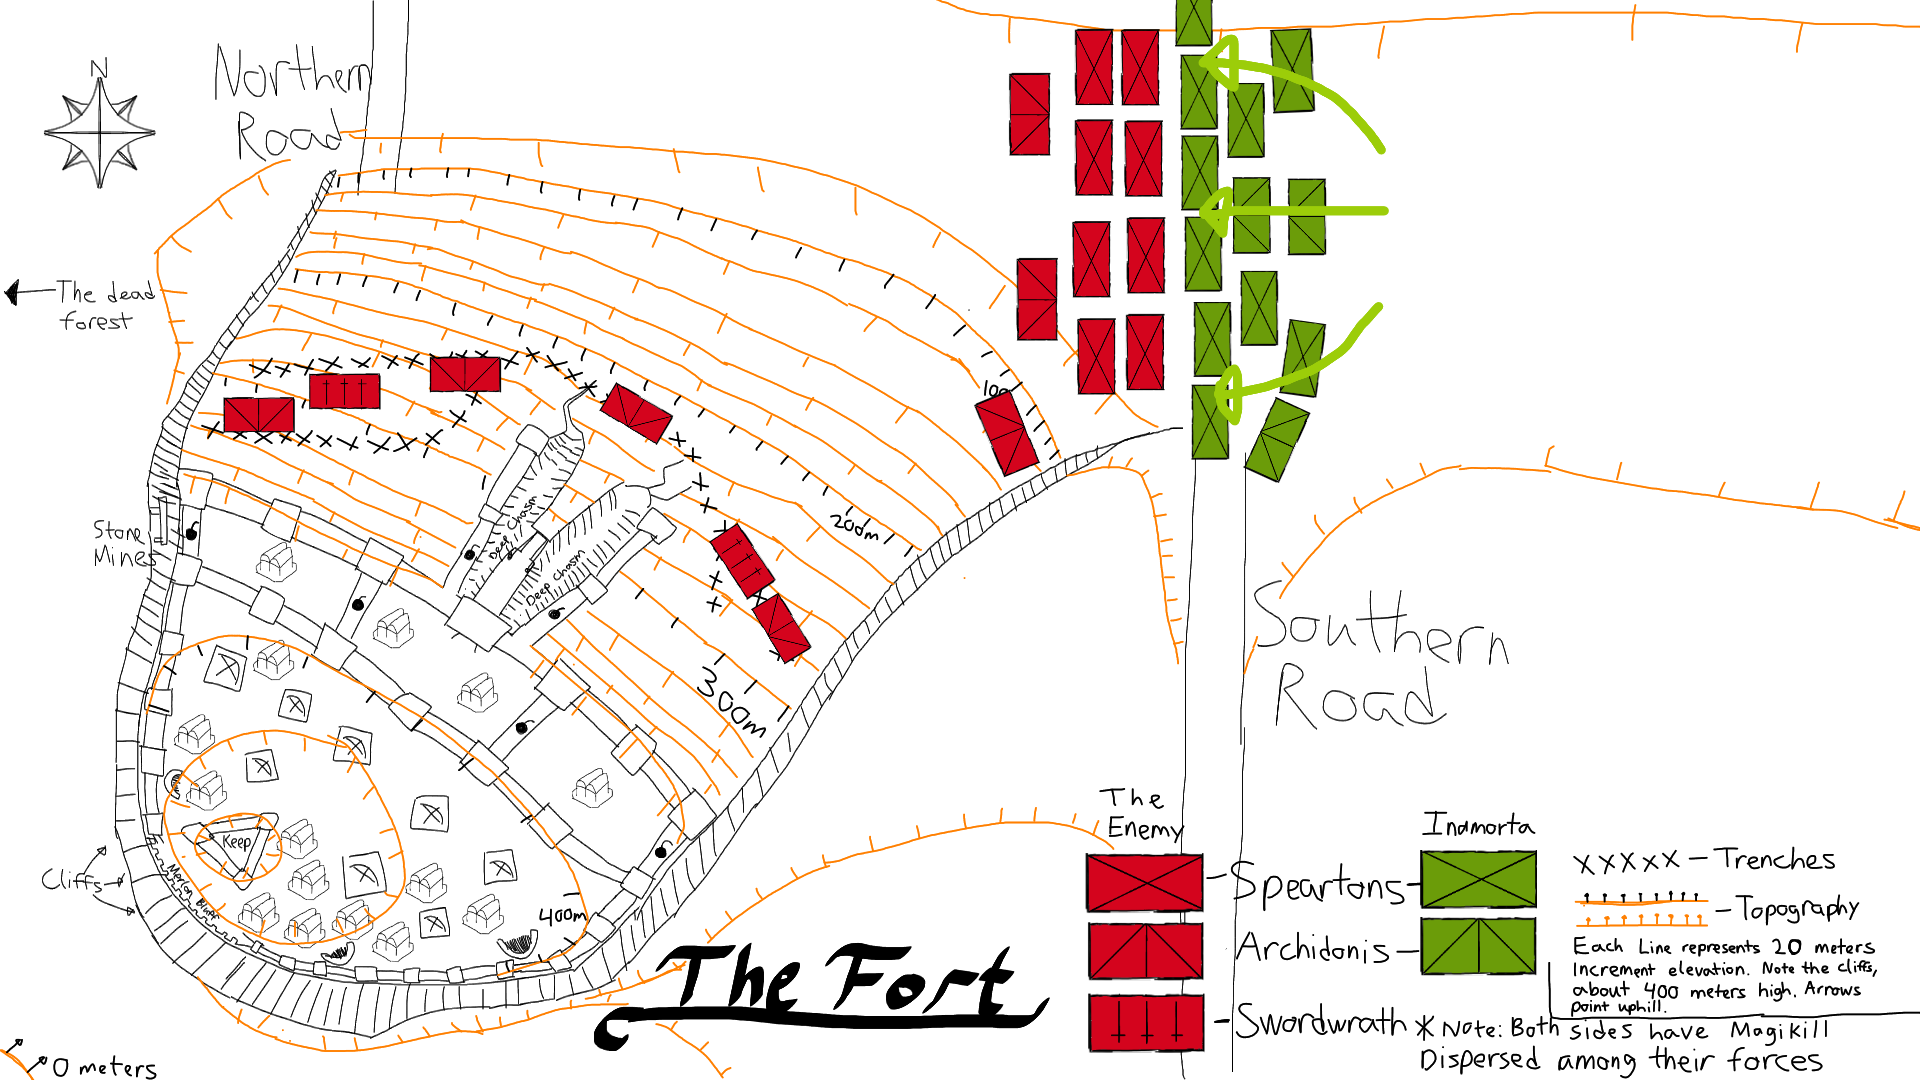 N
Northern
Road
The dead
forest
100
200m
300m
400m
Stone
Mines
Deep Chasm
Deep Chasm
Keep
Merlon Bluff
Cliffs
0 meters
The Fort
Southern
Road
The
Enemy
Inamorta
Speartons
Archidonis
Swordwrath
XXXXX - Trenches
- Topography
Each Line represents 20 meters
Increment elevation. Note the cliffs,
about 400 meters high. Arrows
point uphill.
* Note: Both sides have Magikill
Dispersed among their forces